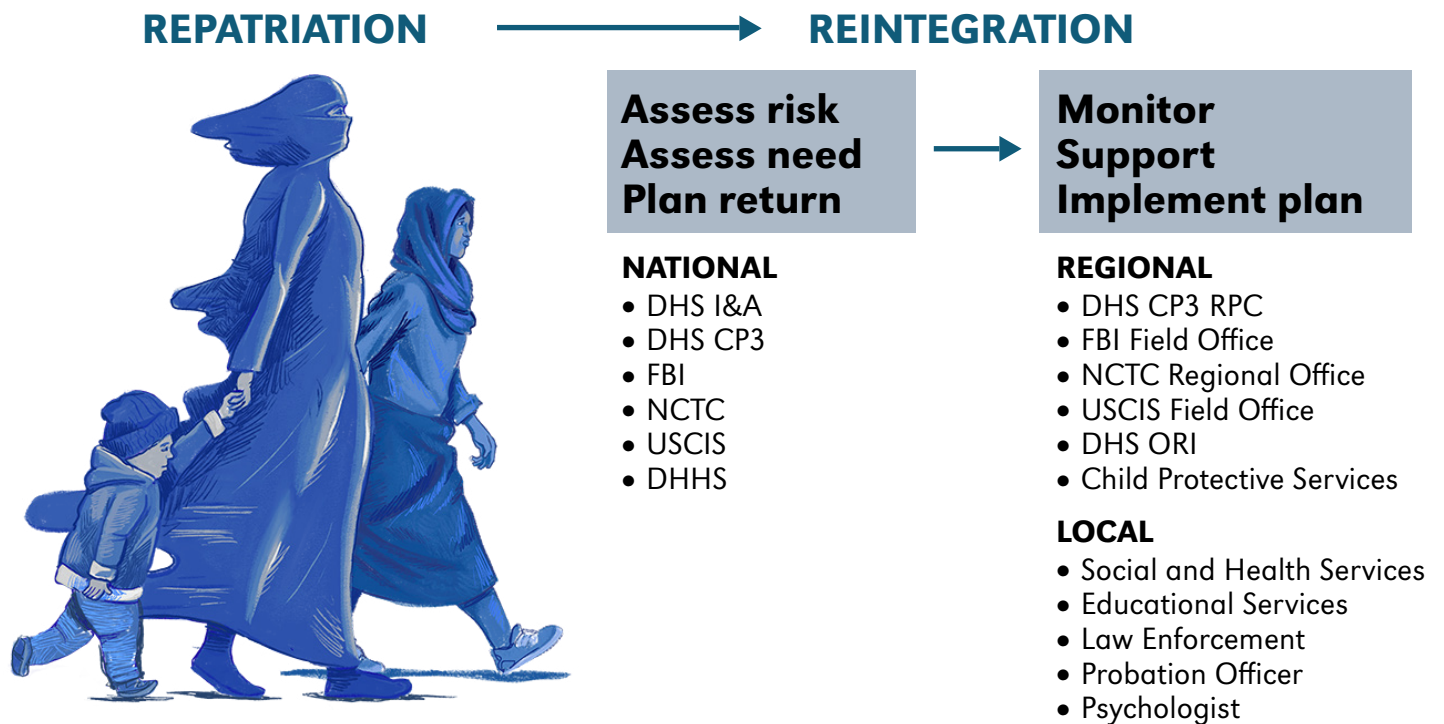 REPATRIATION
REINTEGRATION
Assess risk
Assess need
Plan return
NATIONAL
• DHS I&A
• DHS CP3
• FBI
• NCTC
• USCIS
• DHHS
Monitor
Support
Implement plan
REGIONAL
• DHS CP3 RPC
• FBI Field Office
• NCTC Regional Office
• USCIS Field Office
• DHS ORI
• Child Protective Services
LOCAL
• Social and Health Services
• Educational Services
• Law Enforcement
• Probation Officer
• Psychologist